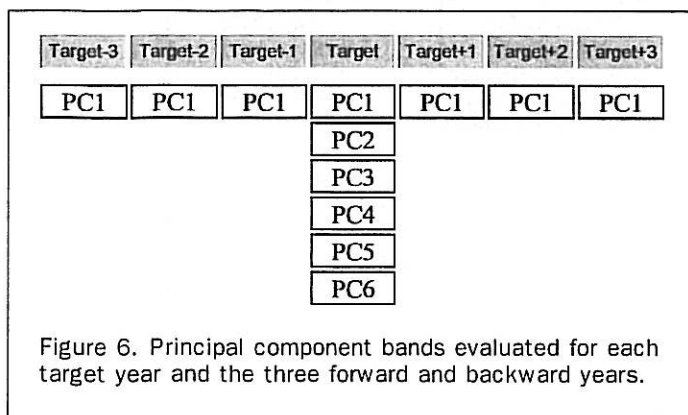 Target-3 Target-2 Target-1 Target Target+1 Target+2 Target+3
PC1 PC1 PC1 PC1 PC1 PC1 PC1
PC2
PC3
PC4
PC5
PC6
Figure 6. Principal component bands evaluated for each
target year and the three forward and backward years.